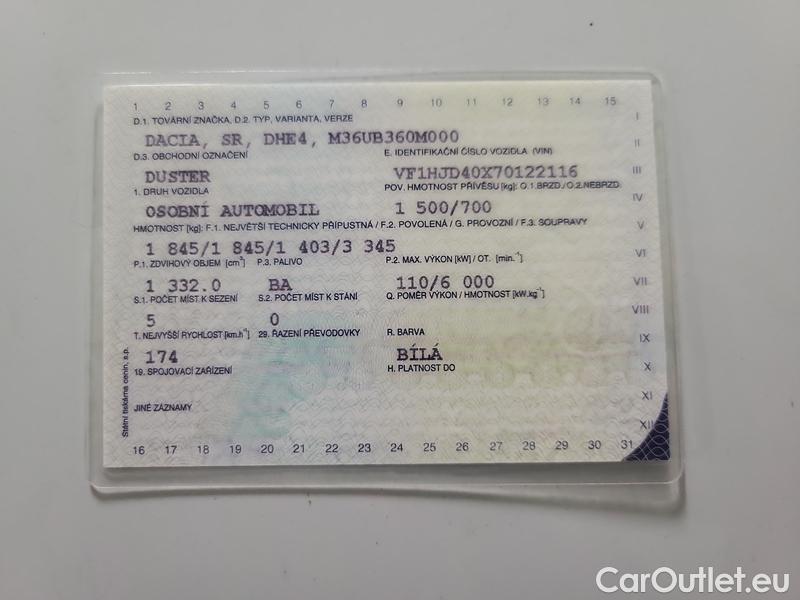 1 2 3 4 5 6 7 8 9 10 11 12 13 14 15
D.1. TOVÁRNÍ ZNAČKA, D.2. TYP, VARIANTA, VERZE
I
DACIA, SR, DHE4, M36UB360M000
II
D.3. OBCHODNÍ OZNAČENÍ E. IDENTIFIKAČNÍ ČÍSLO VOZIDLA (VIN)
DUSTER VF1HJD40X70122116
III
1. DRUH VOZIDLA POV. HMOTNOST PŘÍVĚSU [kg]: O.1.BRZD./O.2.NEBRZD.
IV
OSOBNÍ AUTOMOBIL 1 500/700
HMOTNOST [kg]: F.1. NEJVĚTŠÍ TECHNICKY PŘÍPUSTNÁ / F.2. POVOLENÁ / G. PROVOZNÍ / F.3. SOUPRAVY
V
1 845/1 845/1 403/3 345
VI
P.1. ZDVIHOVÝ OBJEM [cm³] P.3. PALIVO P.2. MAX. VÝKON [kW] / OT. [min.⁻¹]
1 332.0 BA 110/6 000
VII
S.1. POČET MÍST K SEZENÍ S.2. POČET MÍST K STÁNÍ Q. POMĚR VÝKON / HMOTNOST [kW.kg⁻¹]
VIII
5 0
T. NEJVYŠŠÍ RYCHLOST [km.h⁻¹] 29. ŘAZENÍ PŘEVODOVKY R. BARVA
IX
174 BÍLÁ
X
19. SPOJOVACÍ ZAŘÍZENÍ H. PLATNOST DO
XI
JINÉ ZÁZNAMY
XII
16 17 18 19 20 21 22 23 24 25 26 27 28 29 30 31
Státní tiskárna cenin, s.p.
CarOutlet.eu